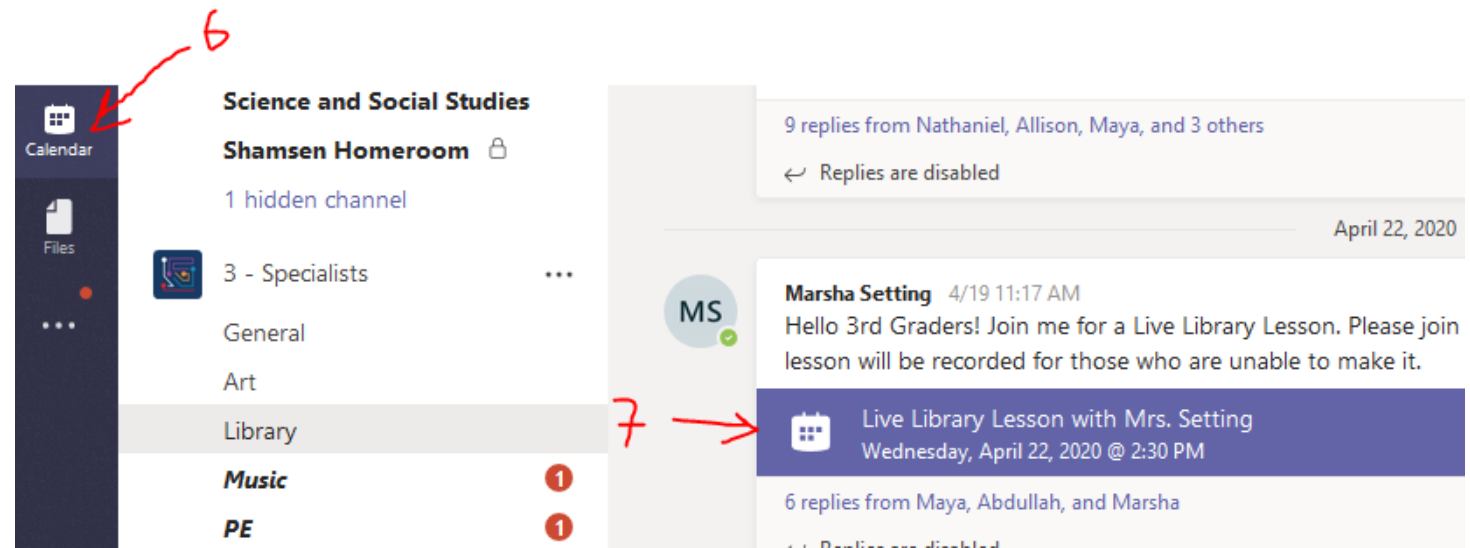 6
Calendar
Files
Science and Social Studies
Shamsen Homeroom
1 hidden channel
3 - Specialists
General
Art
Library
Music 1
PE 1
9 replies from Nathaniel, Allison, Maya, and 3 others
Replies are disabled
April 22, 2020
MS
Marsha Setting 4/19 11:17 AM
Hello 3rd Graders! Join me for a Live Library Lesson. Please join
lesson will be recorded for those who are unable to make it.
7
Live Library Lesson with Mrs. Setting
Wednesday, April 22, 2020 @ 2:30 PM
6 replies from Maya, Abdullah, and Marsha
Replies are disabled